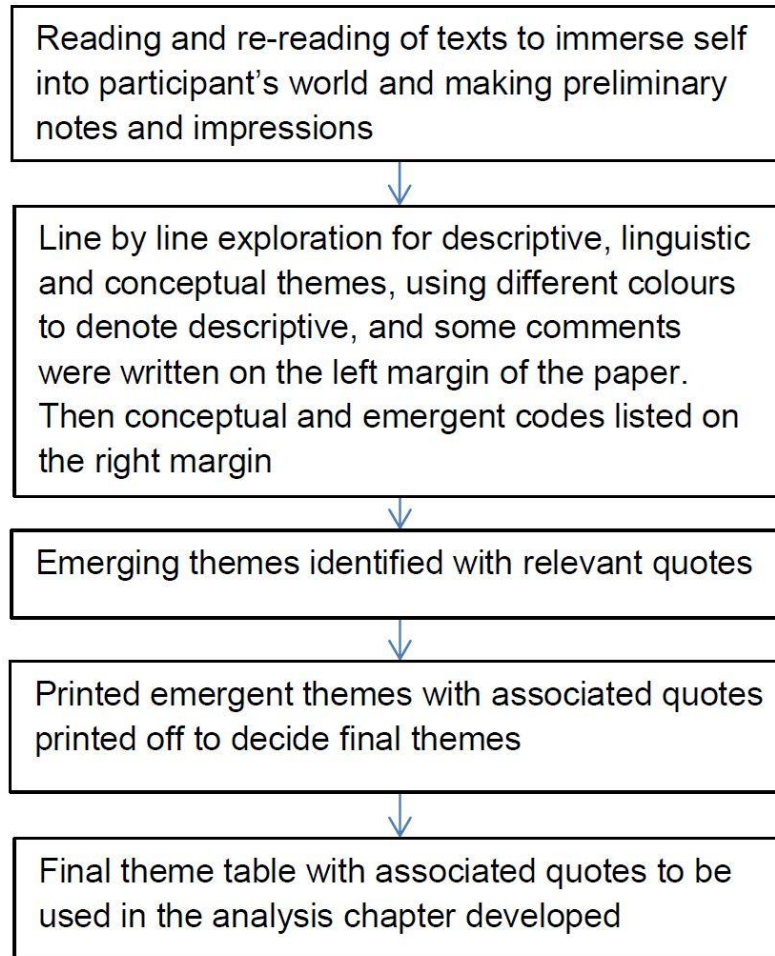 Reading and re-reading of texts to immerse self
into participant’s world and making preliminary
notes and impressions
Line by line exploration for descriptive, linguistic
and conceptual themes, using different colours
to denote descriptive, and some comments
were written on the left margin of the paper.
Then conceptual and emergent codes listed on
the right margin
Emerging themes identified with relevant quotes
Printed emergent themes with associated quotes
printed off to decide final themes
Final theme table with associated quotes to be
used in the analysis chapter developed